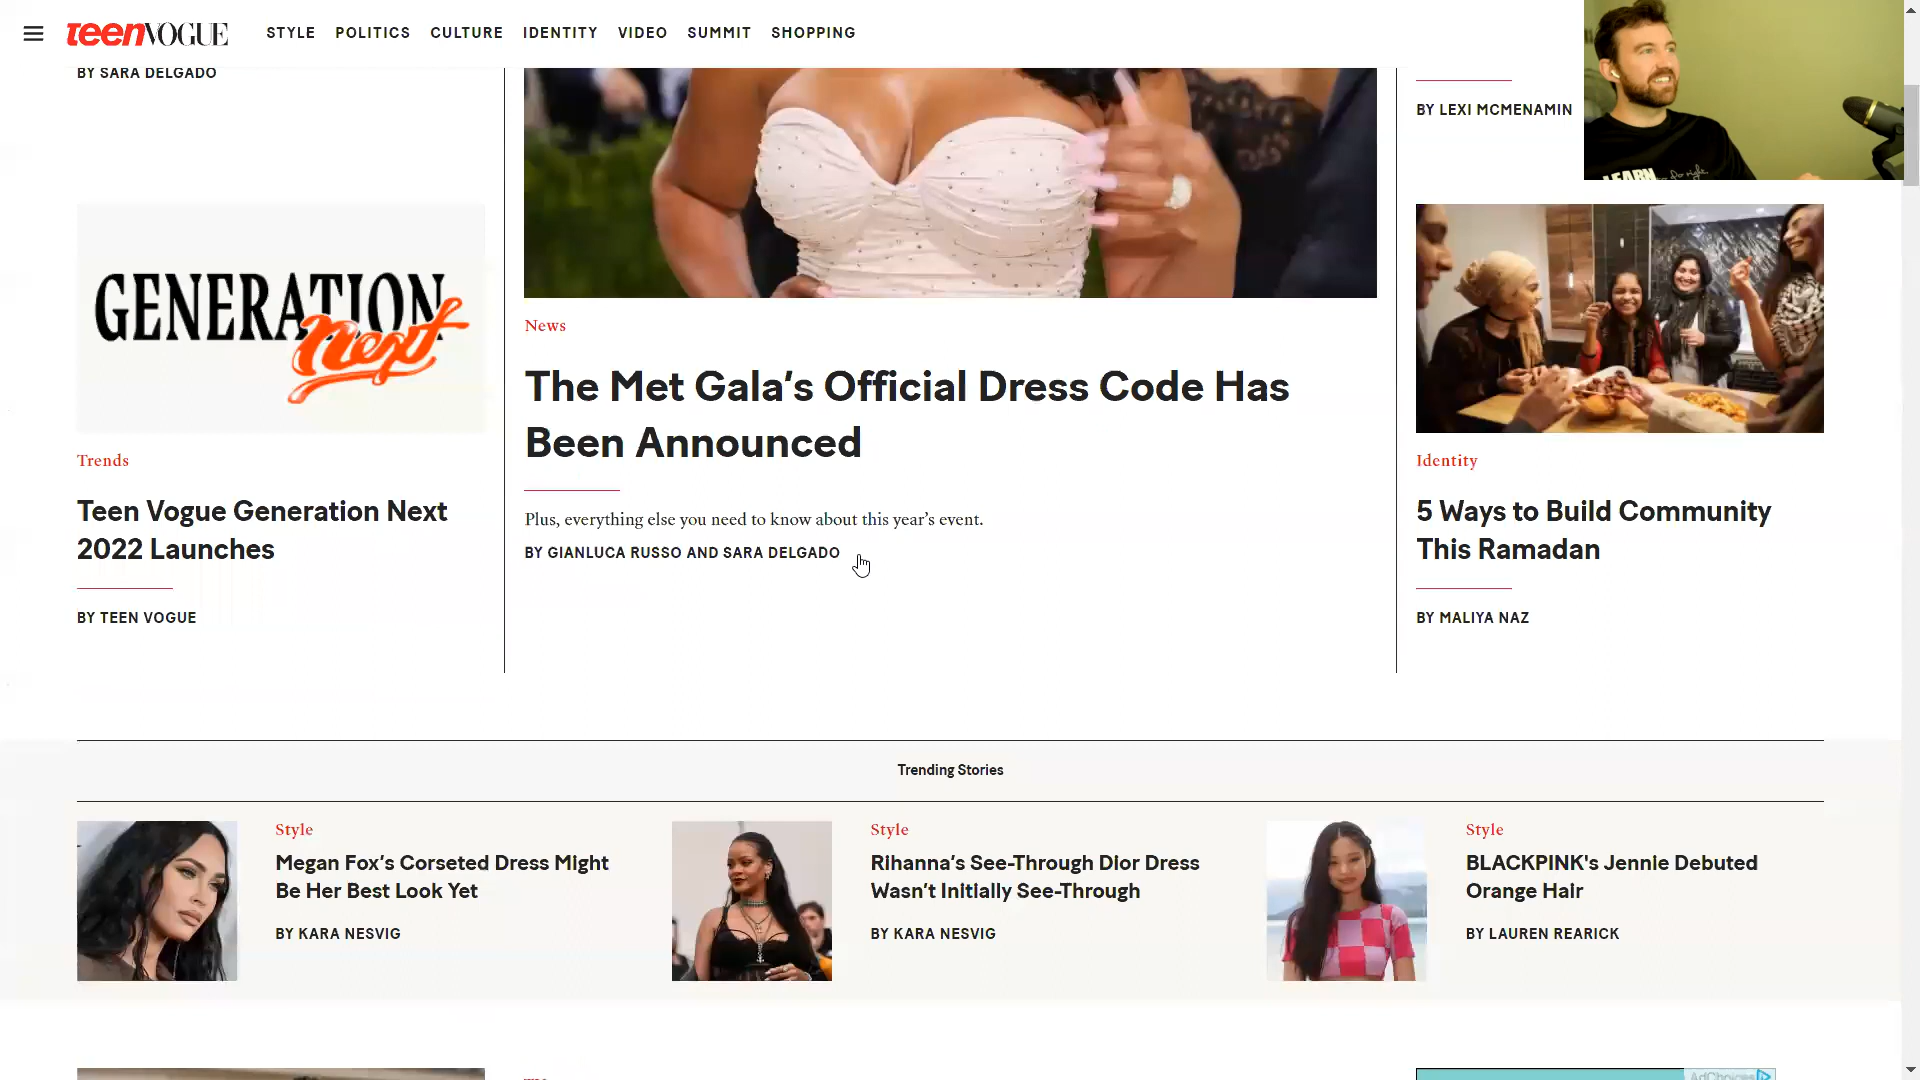 teenVOGUE
STYLE POLITICS CULTURE IDENTITY VIDEO SUMMIT SHOPPING
BY SARA DELGADO
GENERATION
next
Trends
Teen Vogue Generation Next
2022 Launches
BY TEEN VOGUE
News
The Met Gala’s Official Dress Code Has
Been Announced
Plus, everything else you need to know about this year’s event.
BY GIANLUCA RUSSO AND SARA DELGADO
BY LEXI MCMENAMIN
LEARN
Identity
5 Ways to Build Community
This Ramadan
BY MALIYA NAZ
Trending Stories
Style
Megan Fox’s Corseted Dress Might
Be Her Best Look Yet
BY KARA NESVIG
Style
Rihanna’s See-Through Dior Dress
Wasn’t Initially See-Through
BY KARA NESVIG
Style
BLACKPINK's Jennie Debuted
Orange Hair
BY LAUREN REARICK
AdChoices